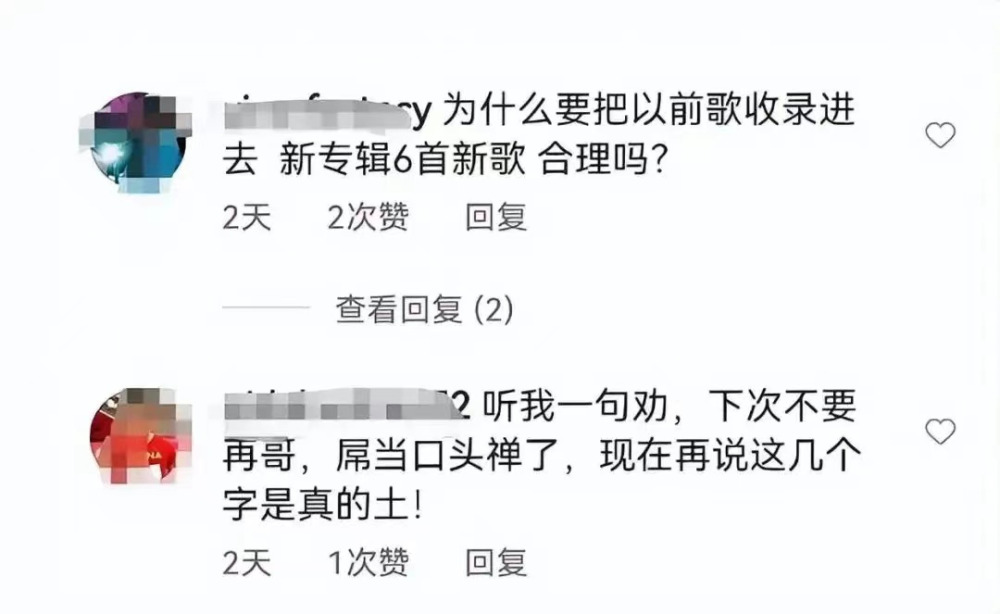 为什么要把以前歌收录进
去 新专辑6首新歌 合理吗？
2天 2次赞 回复
查看回复 (2)
听我一句劝，下次不要
再哥，屌当口头禅了，现在再说这几个
字是真的土！
2天 1次赞 回复